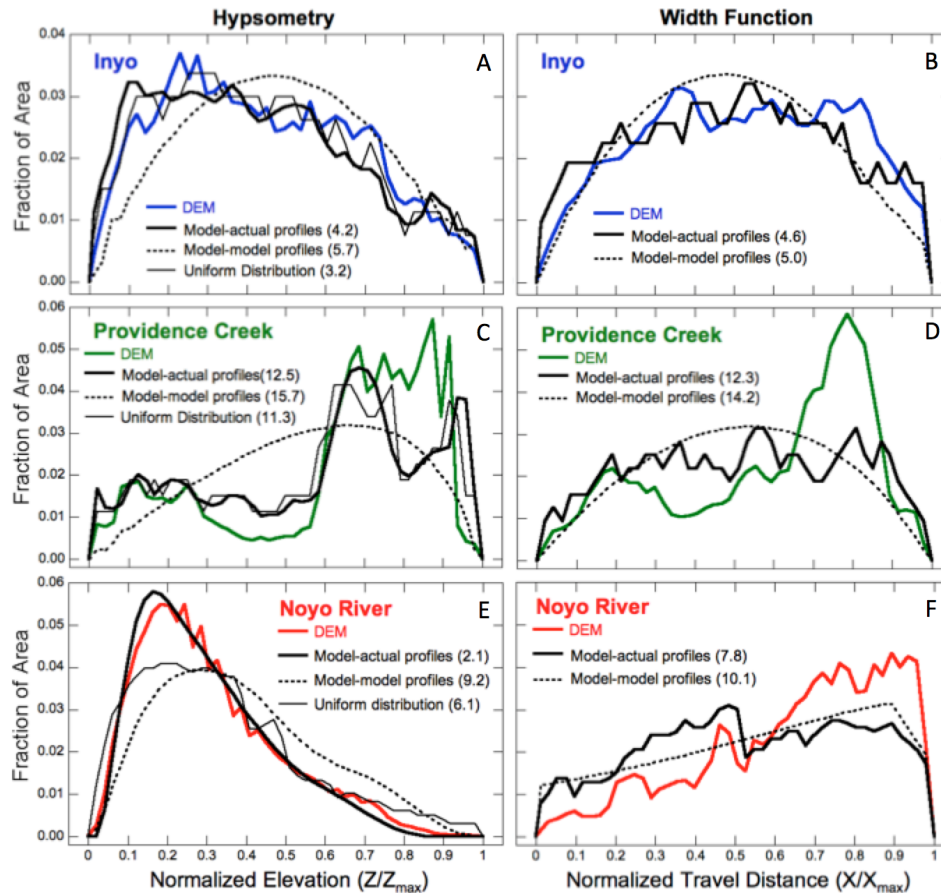 Hypsometry
Width Function
Fraction of Area
0.04
0.03
0.02
0.01
0.00
Inyo
A
DEM
Model-actual profiles (4.2)
Model-model profiles (5.7)
Uniform Distribution (3.2)
Inyo
B
DEM
Model-actual profiles (4.6)
Model-model profiles (5.0)
Fraction of Area
0.06
0.05
0.04
0.03
0.02
0.01
0.00
Providence Creek
C
DEM
Model-actual profiles(12.5)
Model-model profiles (15.7)
Uniform Distribution (11.3)
Providence Creek
D
DEM
Model-actual profiles (12.3)
Model-model profiles (14.2)
Fraction of Area
0.06
0.05
0.04
0.03
0.02
0.01
0.00
E
Noyo River
DEM
Model-actual profiles (2.1)
Model-model profiles (9.2)
Uniform distribution (6.1)
Noyo River
F
DEM
Model-actual profiles (7.8)
Model-model profiles (10.1)
0 0.1 0.2 0.3 0.4 0.5 0.6 0.7 0.8 0.9 1
Normalized Elevation (Z/Zmax)
0 0.1 0.2 0.3 0.4 0.5 0.6 0.7 0.8 0.9 1
Normalized Travel Distance (X/Xmax)